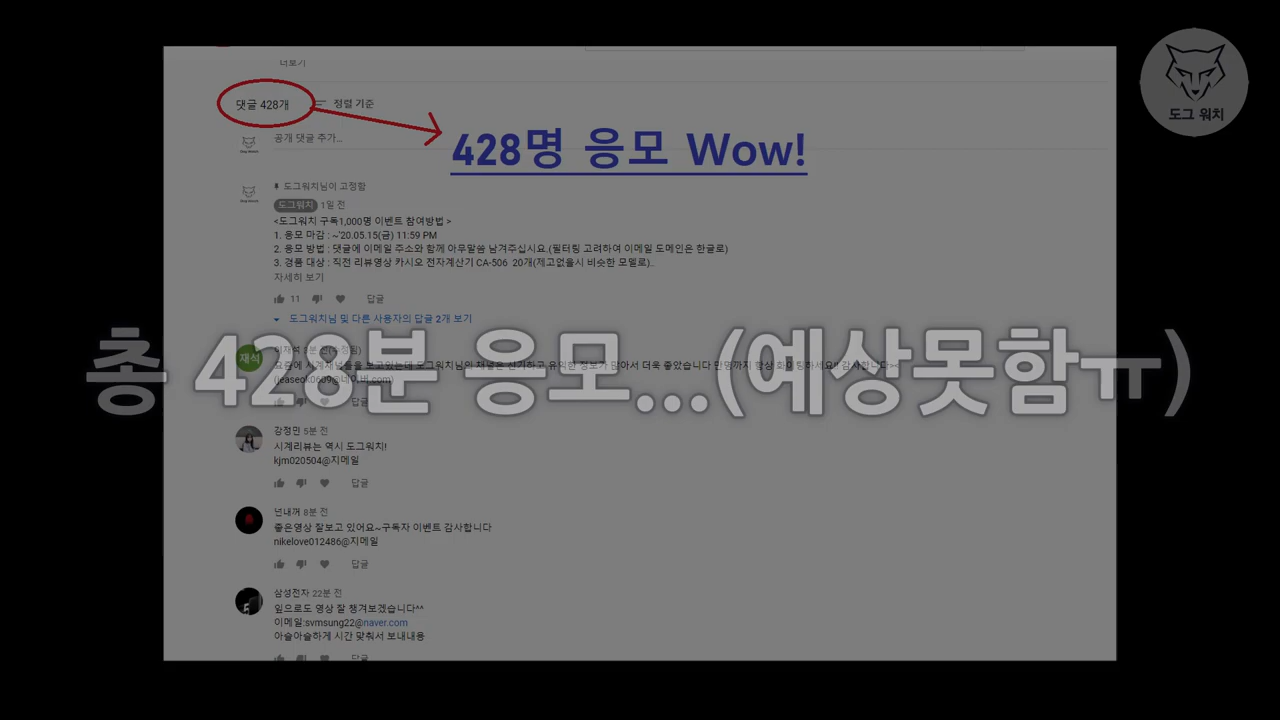 더보기
댓글 428개
정렬 기준
공개 댓글 추가...
428명 응모 Wow!
도그 워치
도그워치님이 고정함
도그워치 1일 전
<도그워치 구독1,000명 이벤트 참여방법 >
1. 응모 마감 : ~'20.05.15(금) 11:59 PM
2. 응모 방법 : 댓글에 이메일 주소와 함께 아무말씀 남겨주십시요.(필터링 고려하여 이메일 도메인은 한글로)
3. 경품 대상 : 직전 리뷰영상 카시오 전자계산기 CA-506 20개(제고없을시 비슷한 모델로)..
자세히 보기
11 답글
도그워치님 및 다른 사용자의 답글 2개 보기
총 428분 응모...(예상못함ㅠ)
재석
답글
강정민 5분 전
시계리뷰는 역시 도그워치!
kjm020504@지메일
답글
넌내꺼 8분 전
좋은영상 잘보고 있어요~구독자 이벤트 감사합니다
nikelove012486@지메일
답글
삼성전자 22분 전
앞으로도 영상 잘 챙겨보겠습니다^^
이메일:svmsung22@naver.com
아슬아슬하게 시간 맞춰서 보내내용
답글